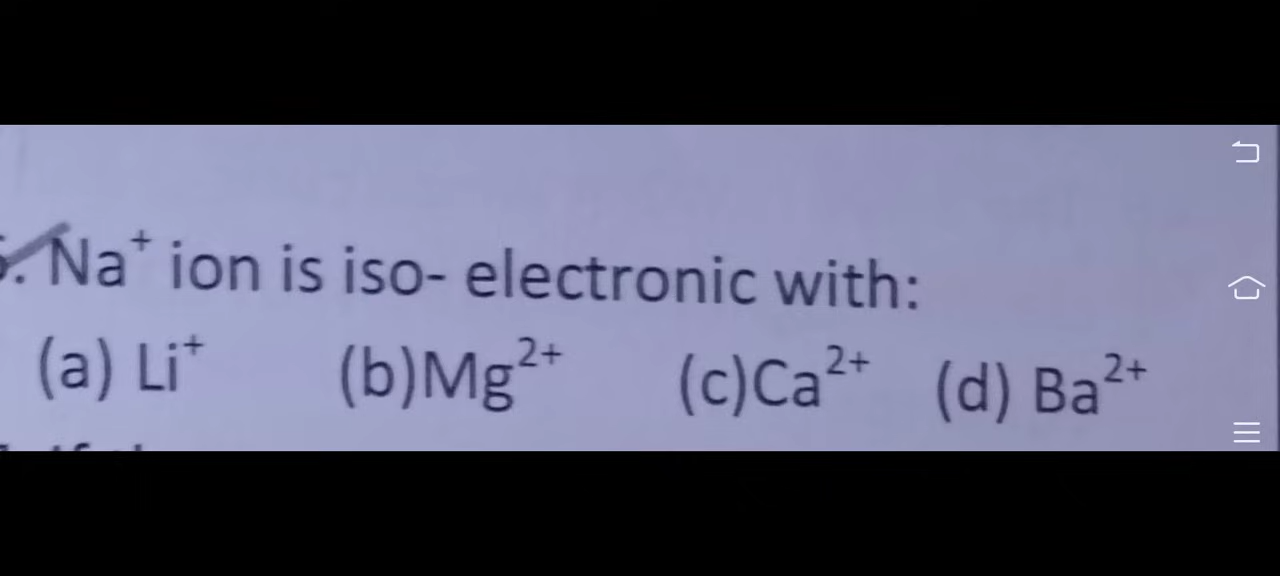 . Na⁺ ion is iso- electronic with:
(a) Li⁺ (b)Mg²⁺ (c)Ca²⁺ (d) Ba²⁺